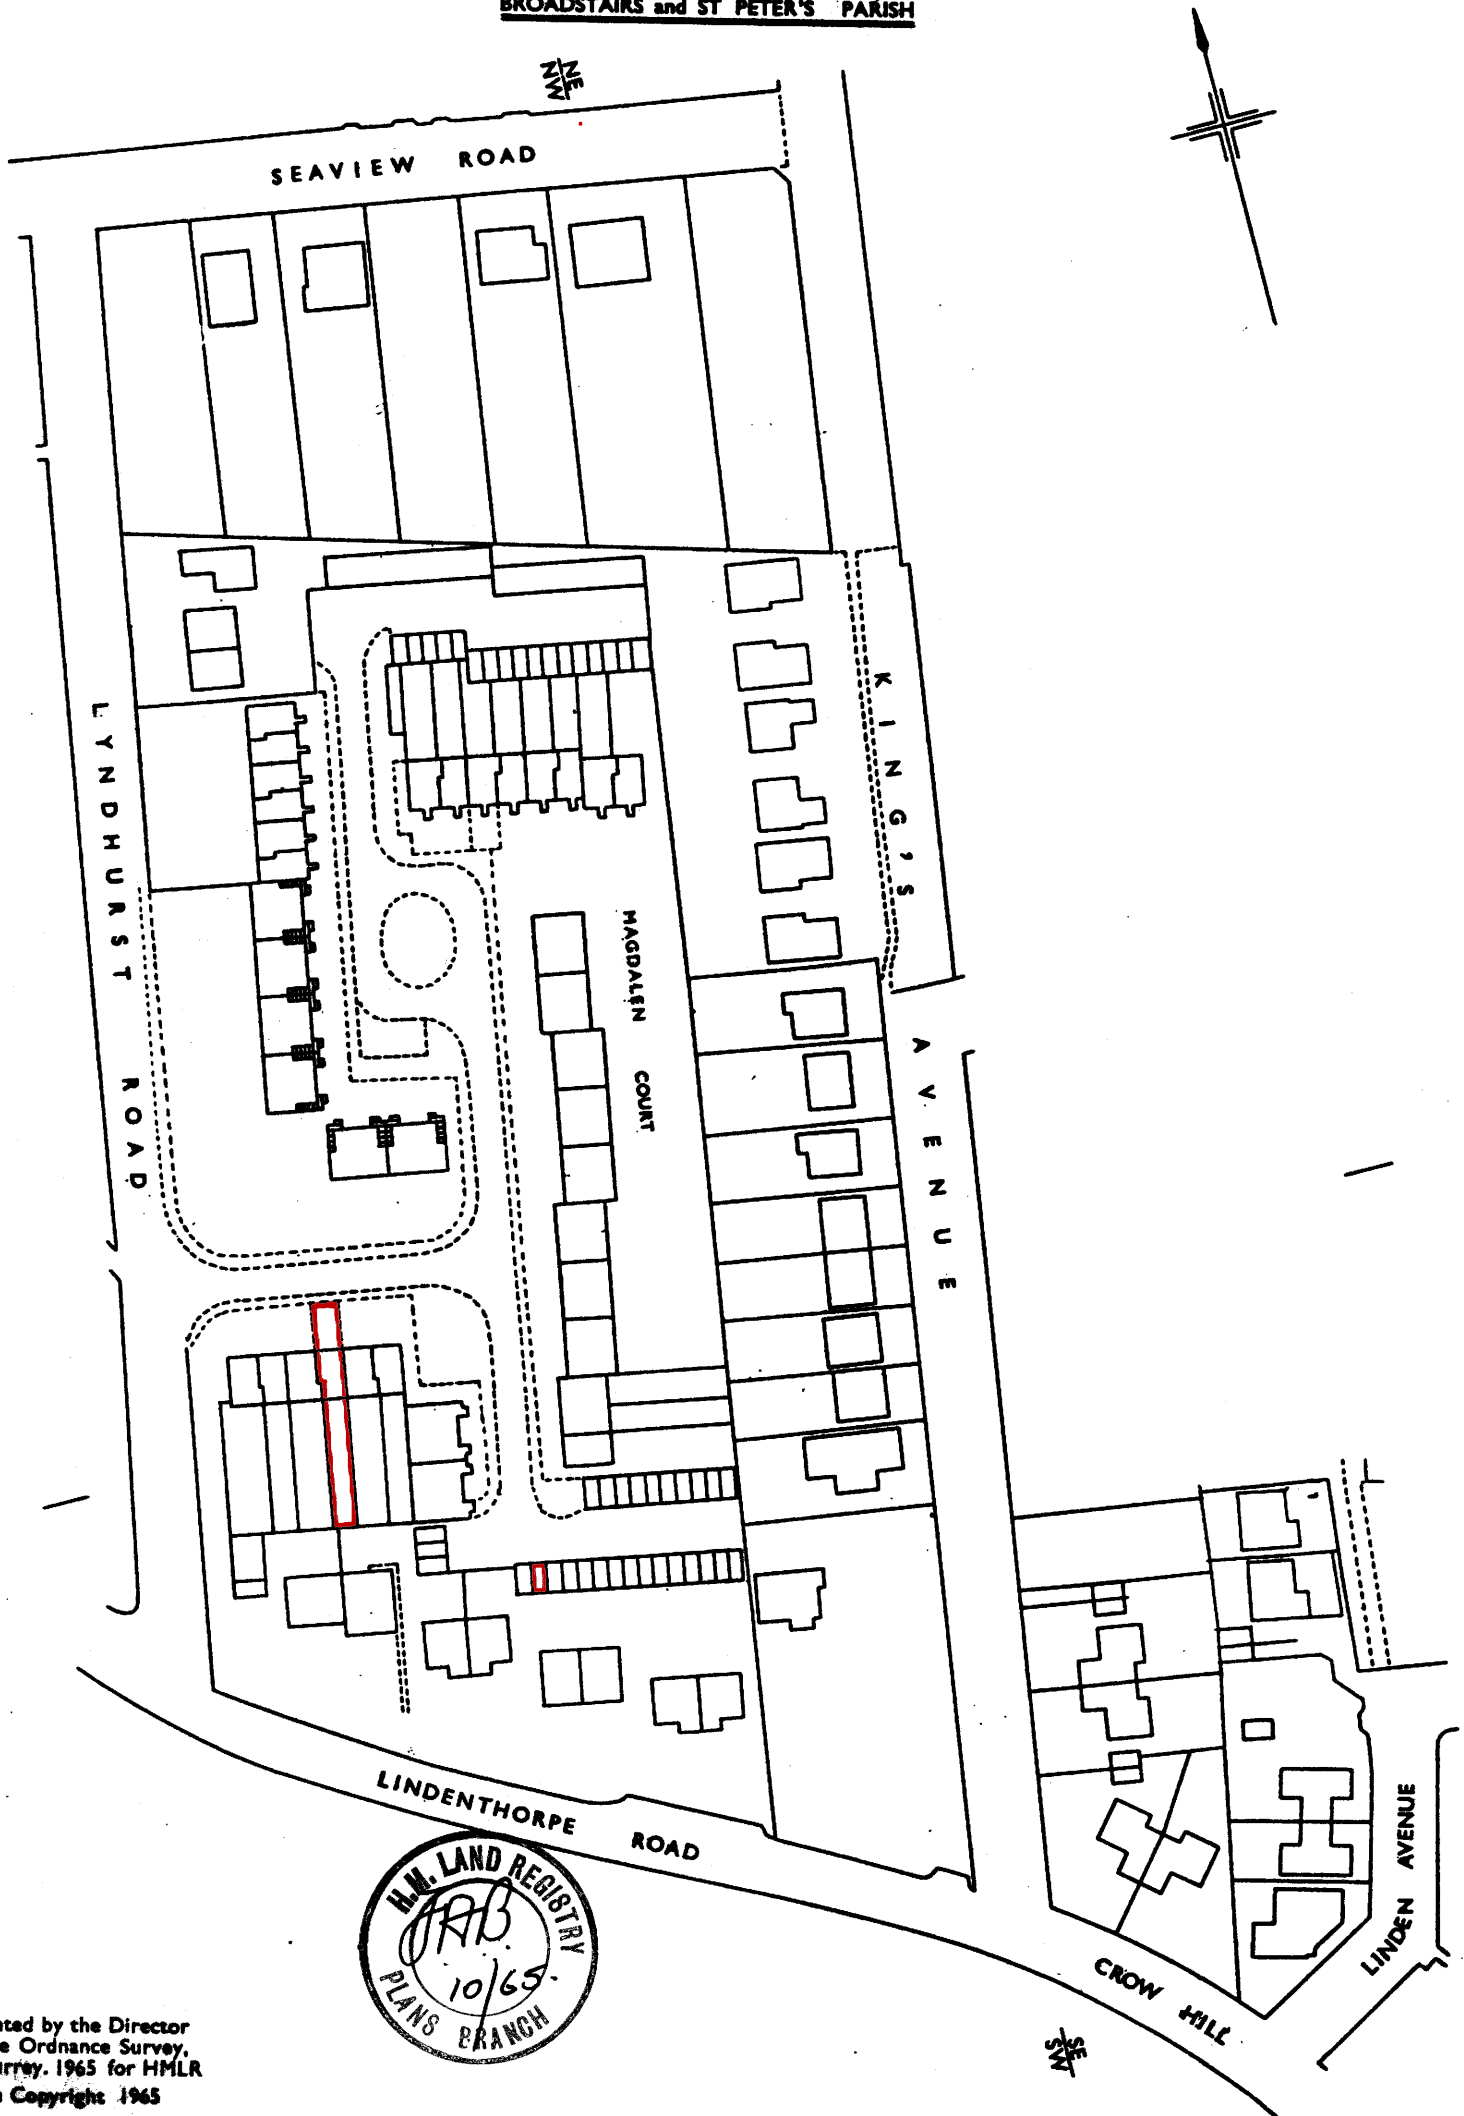 BROADSTAIRS and ST PETER'S PARISH
NE
NW
SEAVIEW ROAD
KING'S AVENUE
LYNDHURST ROAD
MAGDALEN COURT
LINDENTHORPE ROAD
H.M. LAND REGISTRY
JAB
10/65.
PLANS BRANCH
CROW HILL
LINDEN AVENUE
SE
SW
ted by the Director
e Ordnance Survey,
rrey. 1965 for HMLR
Copyright 1965